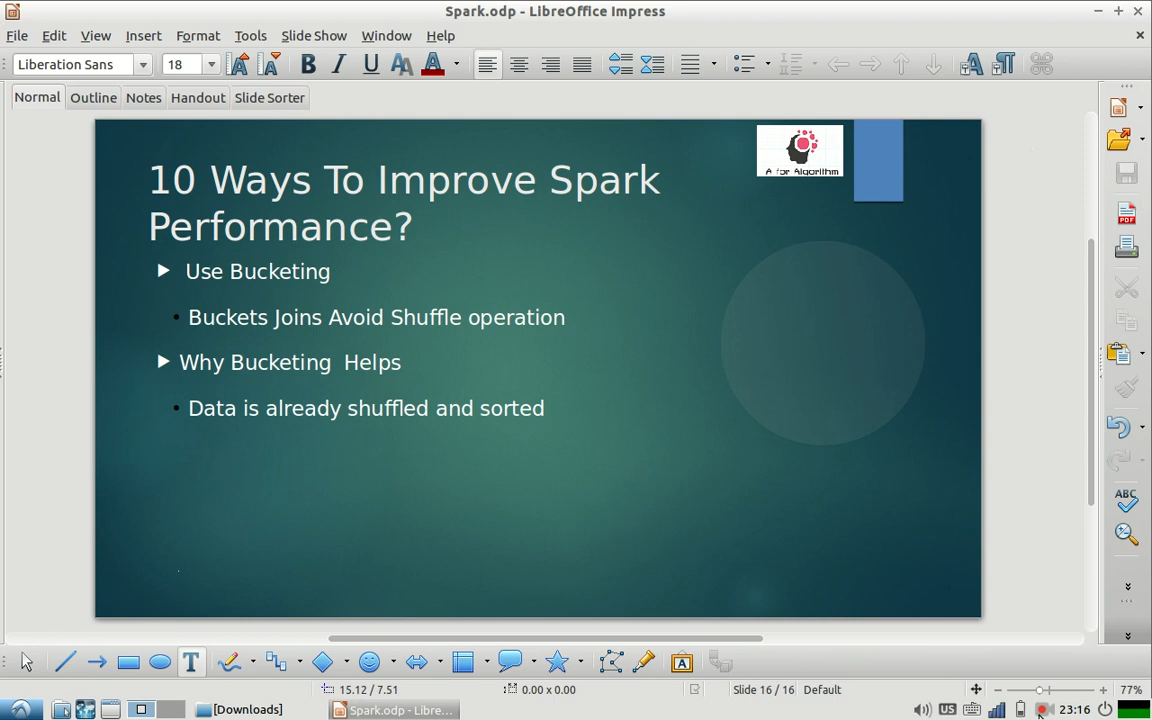 Spark.odp - LibreOffice Impress
File Edit View Insert Format Tools Slide Show Window Help
Liberation Sans 18
Normal Outline Notes Handout Slide Sorter
A for Algorithm
10 Ways To Improve Spark
Performance?
Use Bucketing
Buckets Joins Avoid Shuffle operation
Why Bucketing  Helps
Data is already shuffled and sorted
ABC
15.12 / 7.51 0.00 x 0.00 Slide 16 / 16 Default 77%
[Downloads] Spark.odp - Libre... US 23:16